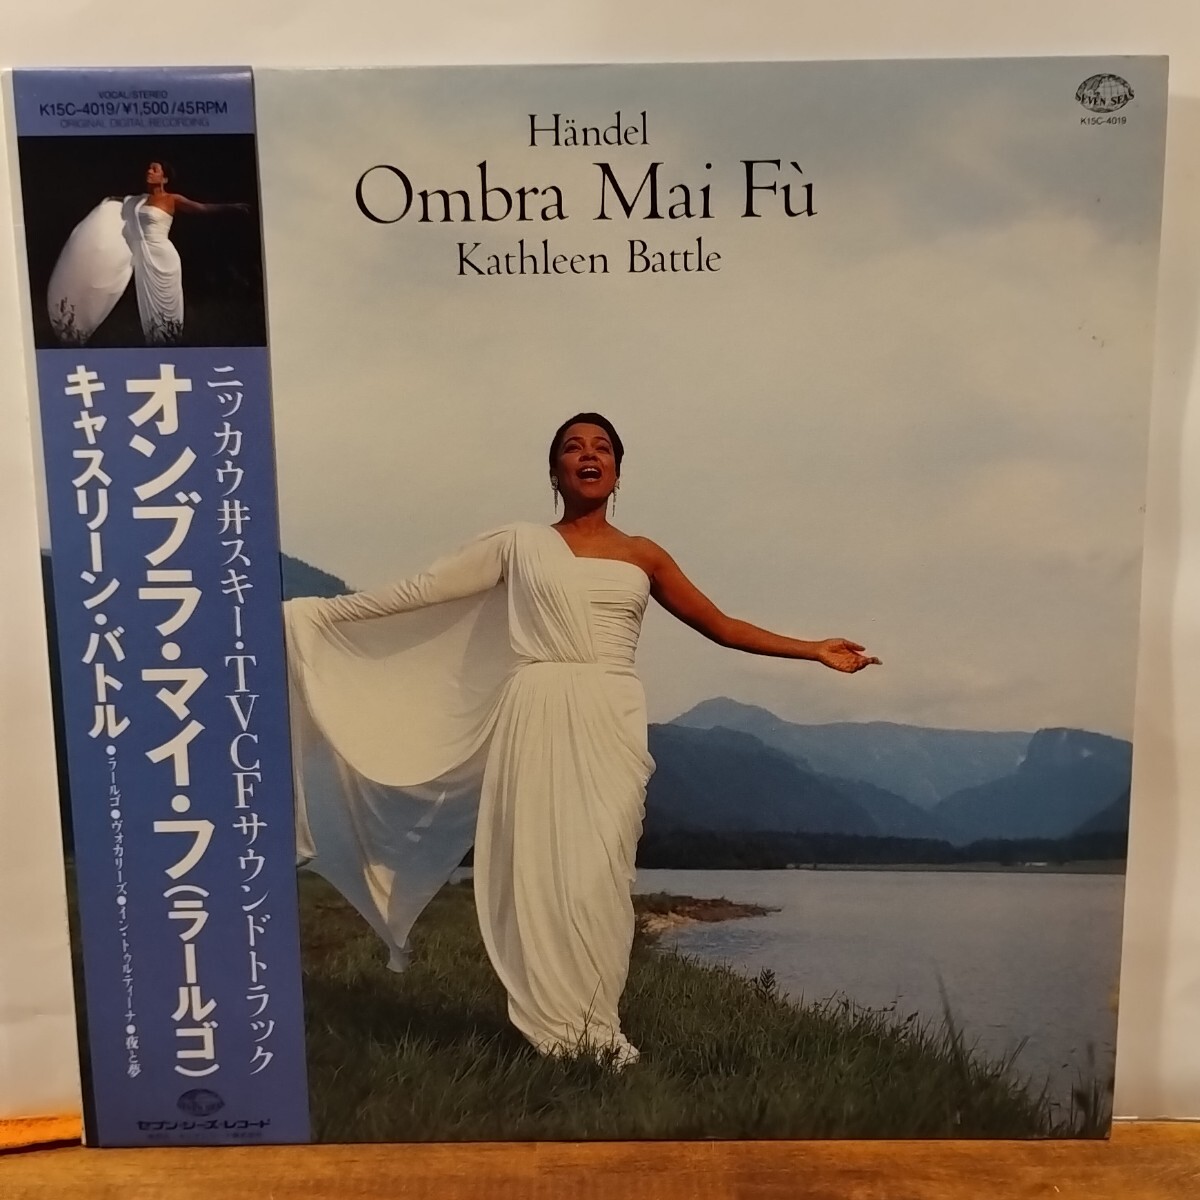 VOCAL/STEREO
K15C-4019/¥1,500/45RPM
ORIGINAL DIGITAL RECORDING
ニッカウ井スキー・TVCFサウンドトラック
オンブラ・マイ・フ(ラールゴ)
キャスリーン・バトル
●ラールゴ●ヴォカリーズ●イン・トゥルティーナ●夜と夢
セブン・シーズ・レコード
Händel
Ombra Mai Fù
Kathleen Battle
SEVEN SEAS
K15C-4019